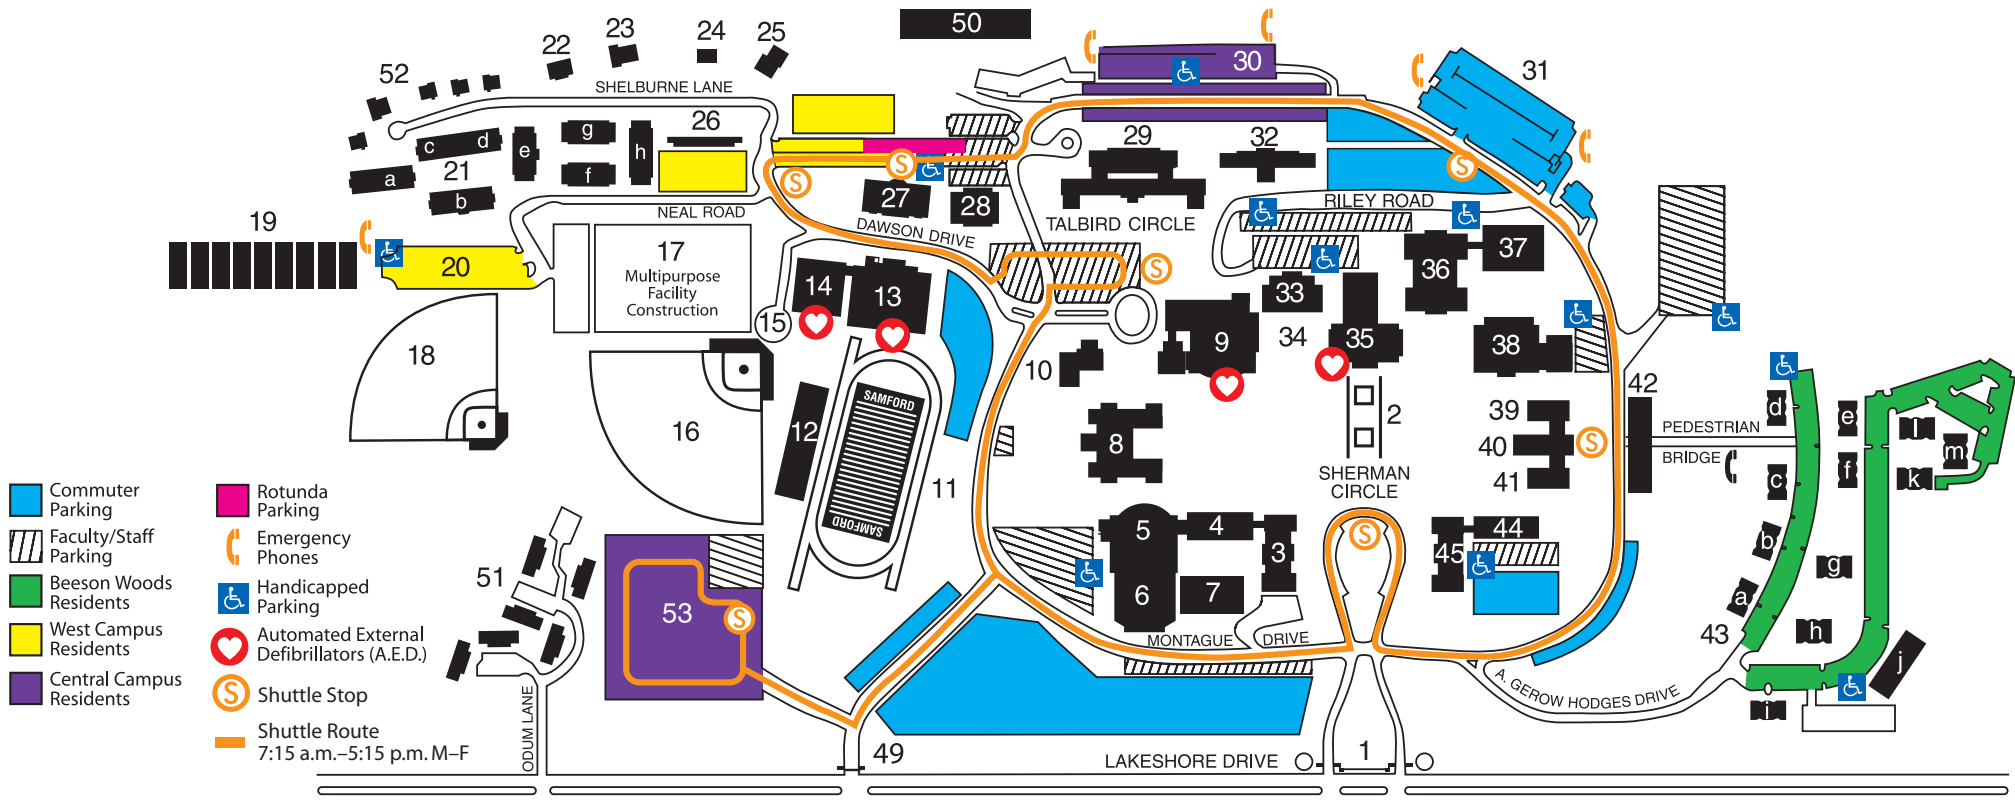 50
23
24
25
22
52
SHELBURNE LANE
30
31
26
c
d
e
g
h
f
a
21
b
29
32
S
S
S
27
28
NEAL ROAD
TALBIRD CIRCLE
RILEY ROAD
DAWSON DRIVE
19
20
17
Multipurpose
Facility
Construction
14
13
15
S
33
36
37
34
35
9
38
10
18
16
12
SAMFORD
SAMFORD
11
8
2
SHERMAN
CIRCLE
39
40
41
S
42
PEDESTRIAN
BRIDGE
d
e
c
f
l
m
k
b
g
a
h
43
j
i
5
4
3
6
7
S
44
45
MONTAGUE DRIVE
A. GEROW HODGES DRIVE
51
53
S
ODUM LANE
49
LAKESHORE DRIVE
1
Commuter
Parking
Faculty/Staff
Parking
Beeson Woods
Residents
West Campus
Residents
Central Campus
Residents
Rotunda
Parking
Emergency
Phones
Handicapped
Parking
Automated External
Defibrillators (A.E.D.)
S
Shuttle Stop
Shuttle Route
7:15 a.m.–5:15 p.m. M–F